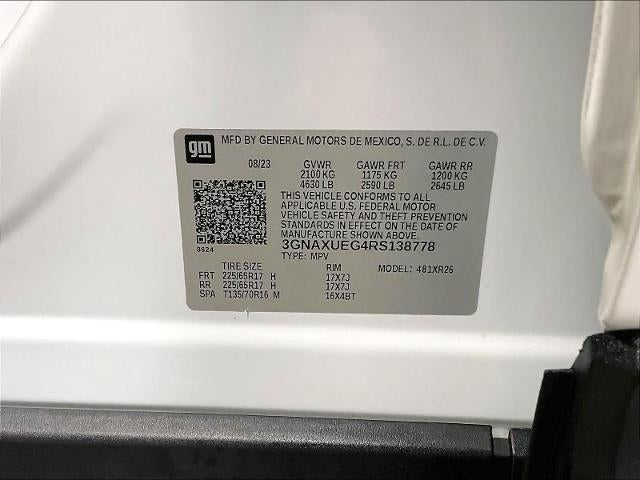 gm MFD BY GENERAL MOTORS DE MEXICO, S. DE R.L. DE C.V.
08/23 GVWR GAWR FRT GAWR RR
2100 KG 1175 KG 1200 KG
4630 LB 2590 LB 2645 LB
THIS VEHICLE CONFORMS TO ALL
APPLICABLE U.S. FEDERAL MOTOR
VEHICLE SAFETY AND THEFT PREVENTION
STANDARDS IN EFFECT ON THE DATE OF
MANUFACTURE SHOWN ABOVE.
3GNAXUEG4RS138778
8624 TYPE: MPV MODEL: 481XR26
TIRE SIZE RIM
FRT 225/65R17 H 17X7J
RR 225/65R17 H 17X7J
SPA T135/70R16 M 16X4BT